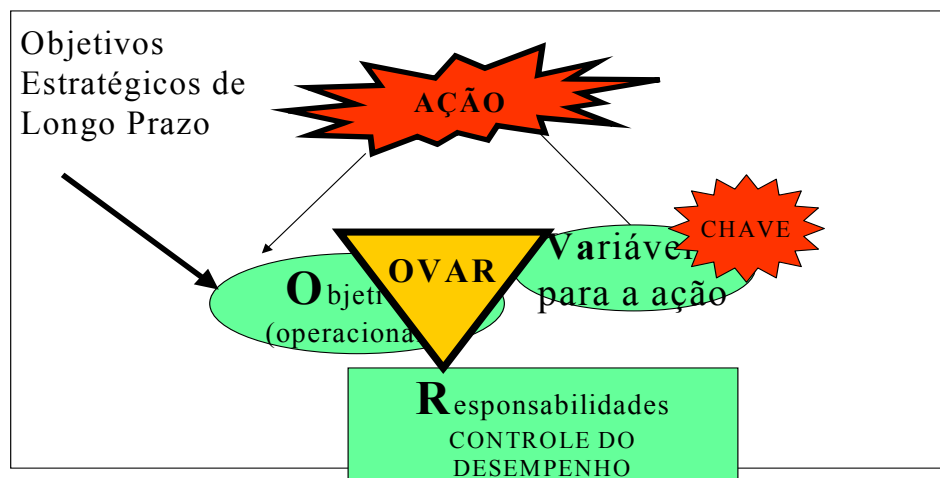 Objetivos
Estratégicos de
Longo Prazo
AÇÃO
CHAVE
OVAR
Variáve
para a ação
Objeti
(operaciona
Responsabilidades
CONTROLE DO
DESEMPENHO